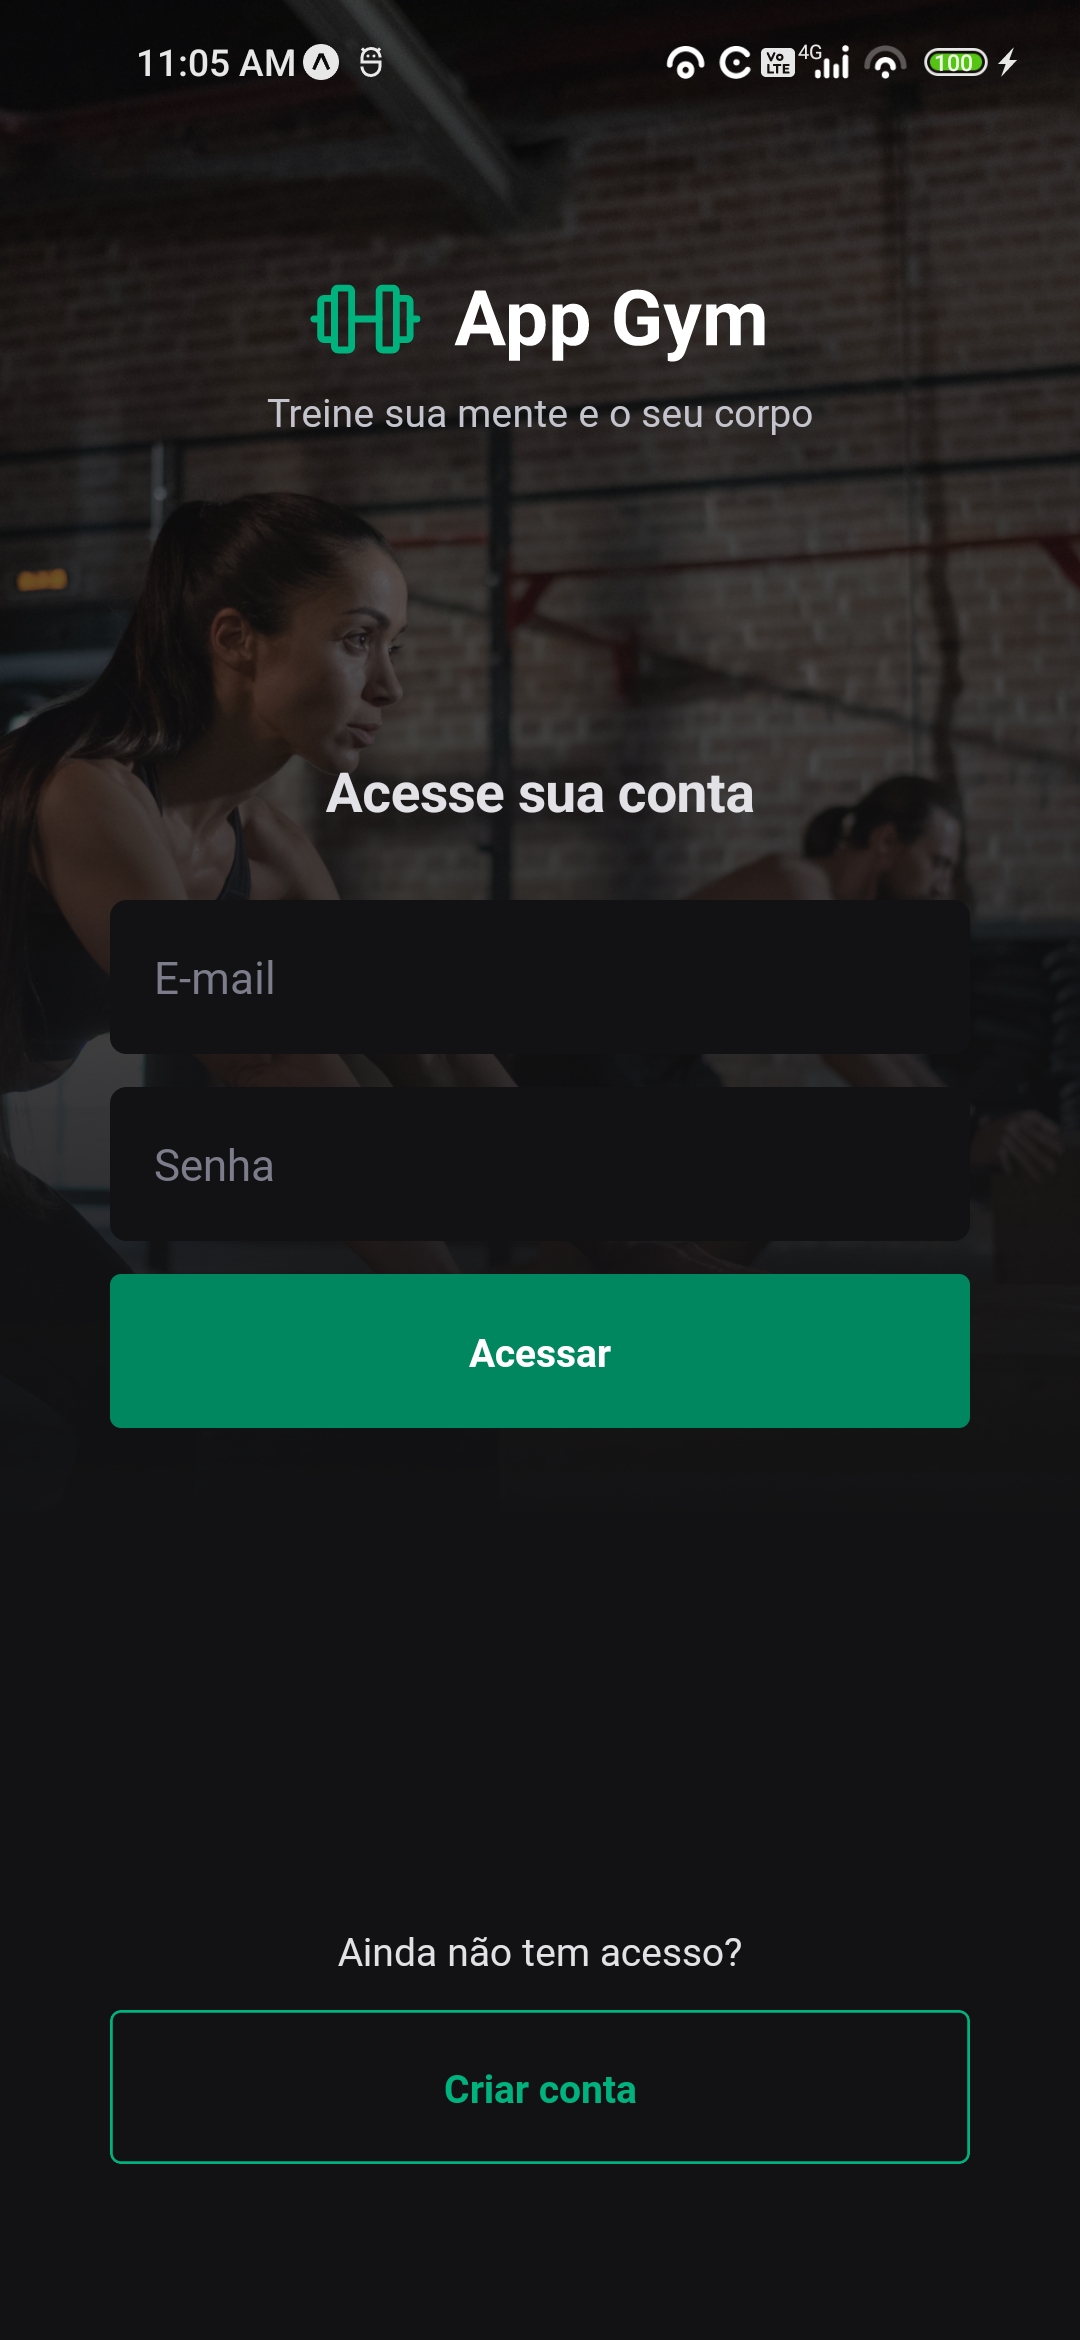 11:05 AM
Vo LTE 4G 100
App Gym
Treine sua mente e o seu corpo
Acesse sua conta
E-mail
Senha
Acessar
Ainda não tem acesso?
Criar conta